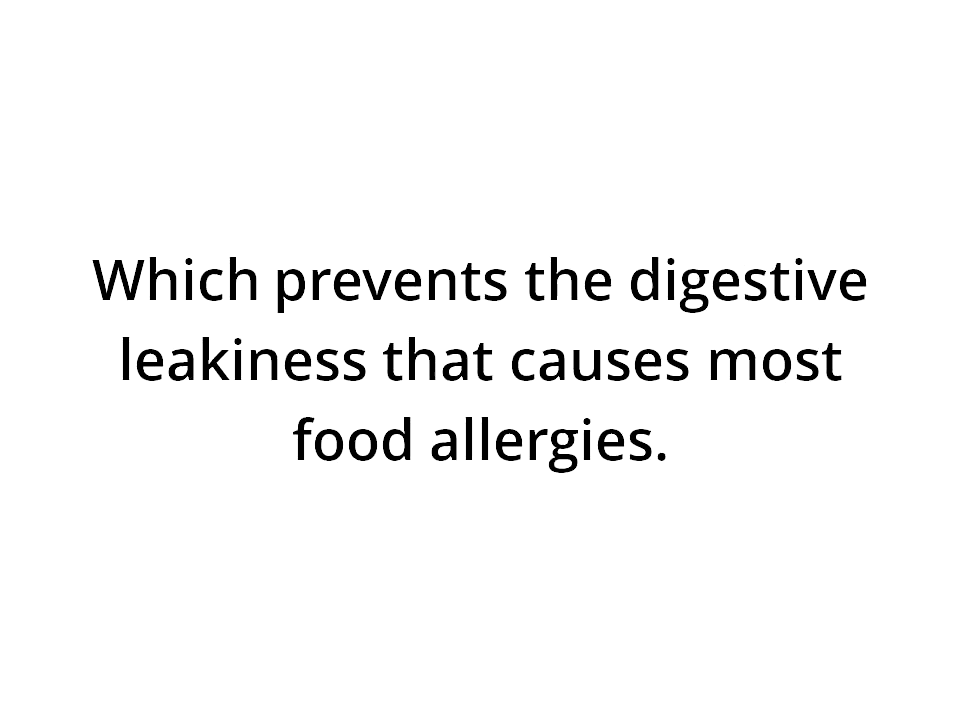 Which prevents the digestive
leakiness that causes most
food allergies.